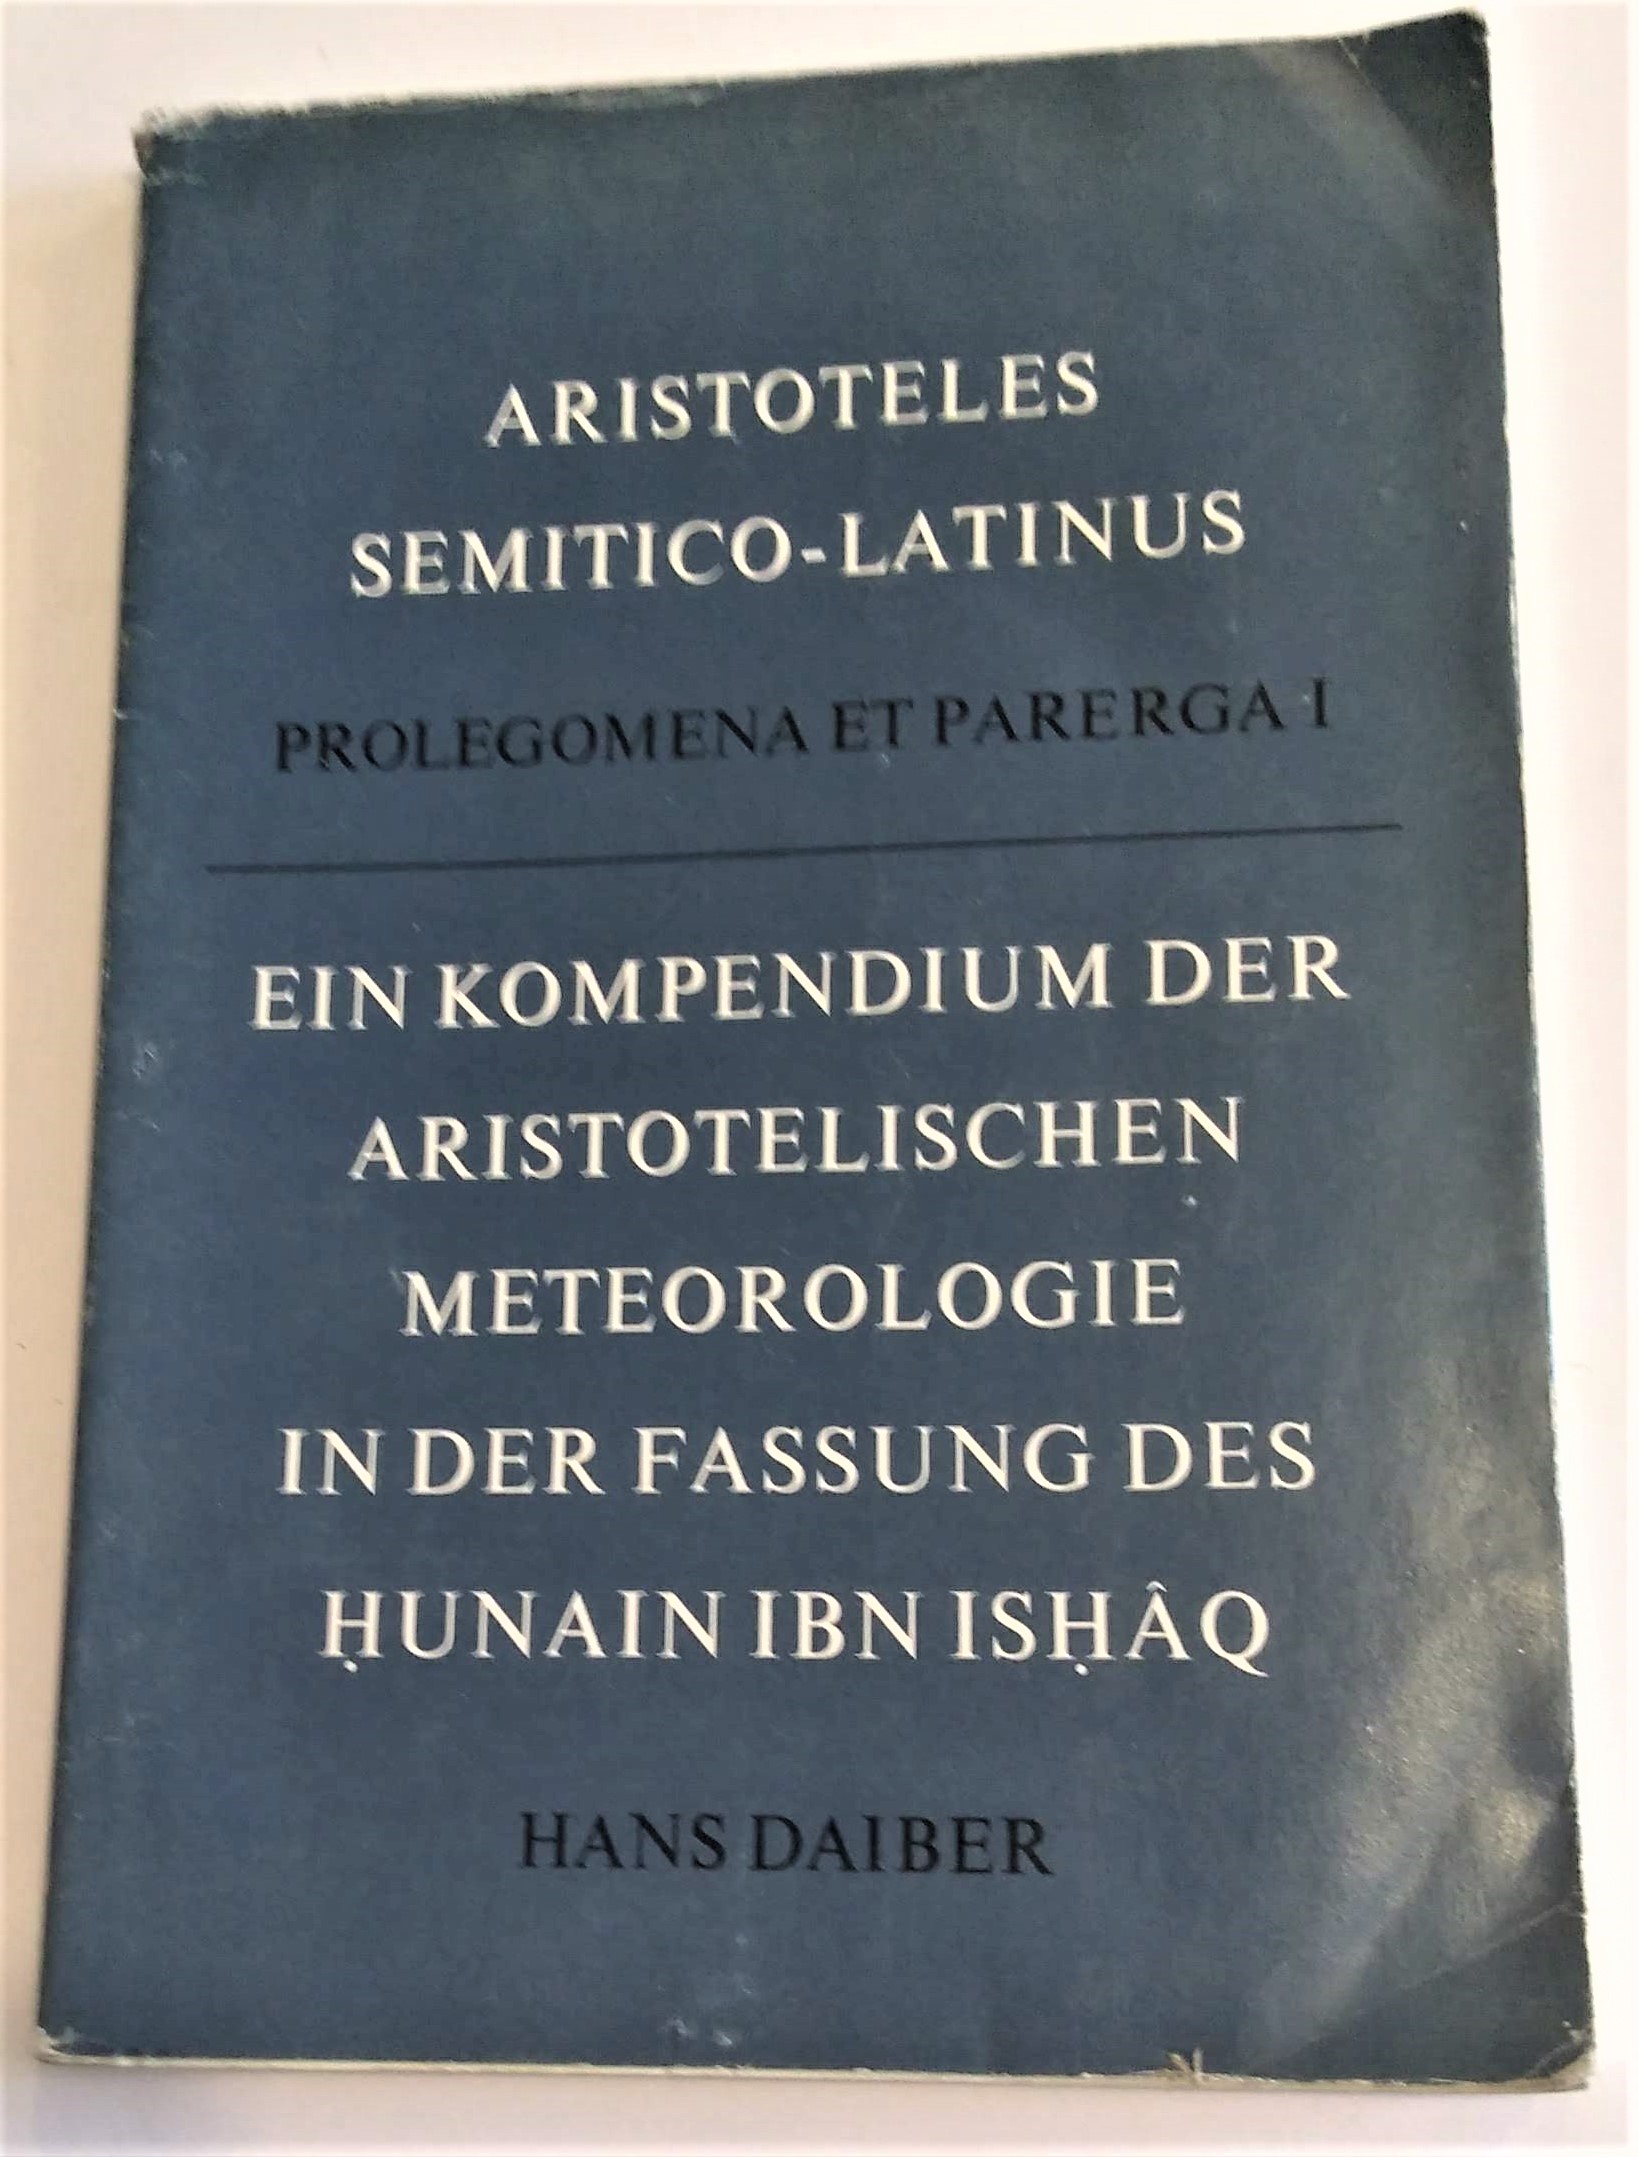 ARISTOTELES
SEMITICO-LATINUS
PROLEGOMENA ET PARERGA I
EIN KOMPENDIUM DER
ARISTOTELISCHEN
METEOROLOGIE
IN DER FASSUNG DES
ḤUNAIN IBN ISḤÂQ
HANS DAIBER